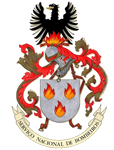 SERVIÇO NACIONAL DE BOMBEIROS